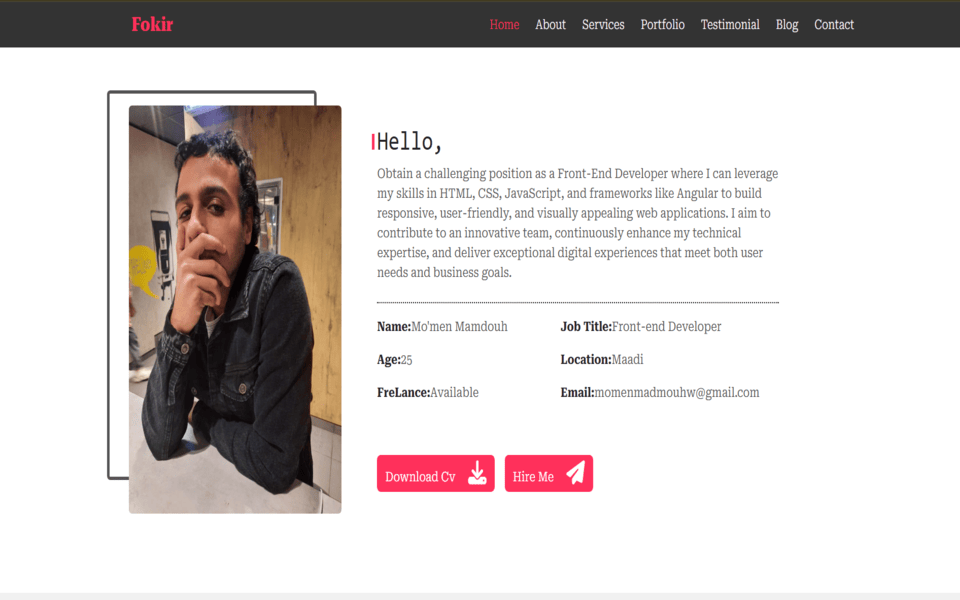 Fokir
Home About Services Portfolio Testimonial Blog Contact
Hello,
Obtain a challenging position as a Front-End Developer where I can leverage
my skills in HTML, CSS, JavaScript, and frameworks like Angular to build
responsive, user-friendly, and visually appealing web applications. I aim to
contribute to an innovative team, continuously enhance my technical
expertise, and deliver exceptional digital experiences that meet both user
needs and business goals.
Name:Mo'men Mamdouh Job Title:Front-end Developer
Age:25 Location:Maadi
FreLance:Available Email:momenmadmouhw@gmail.com
Download Cv Hire Me